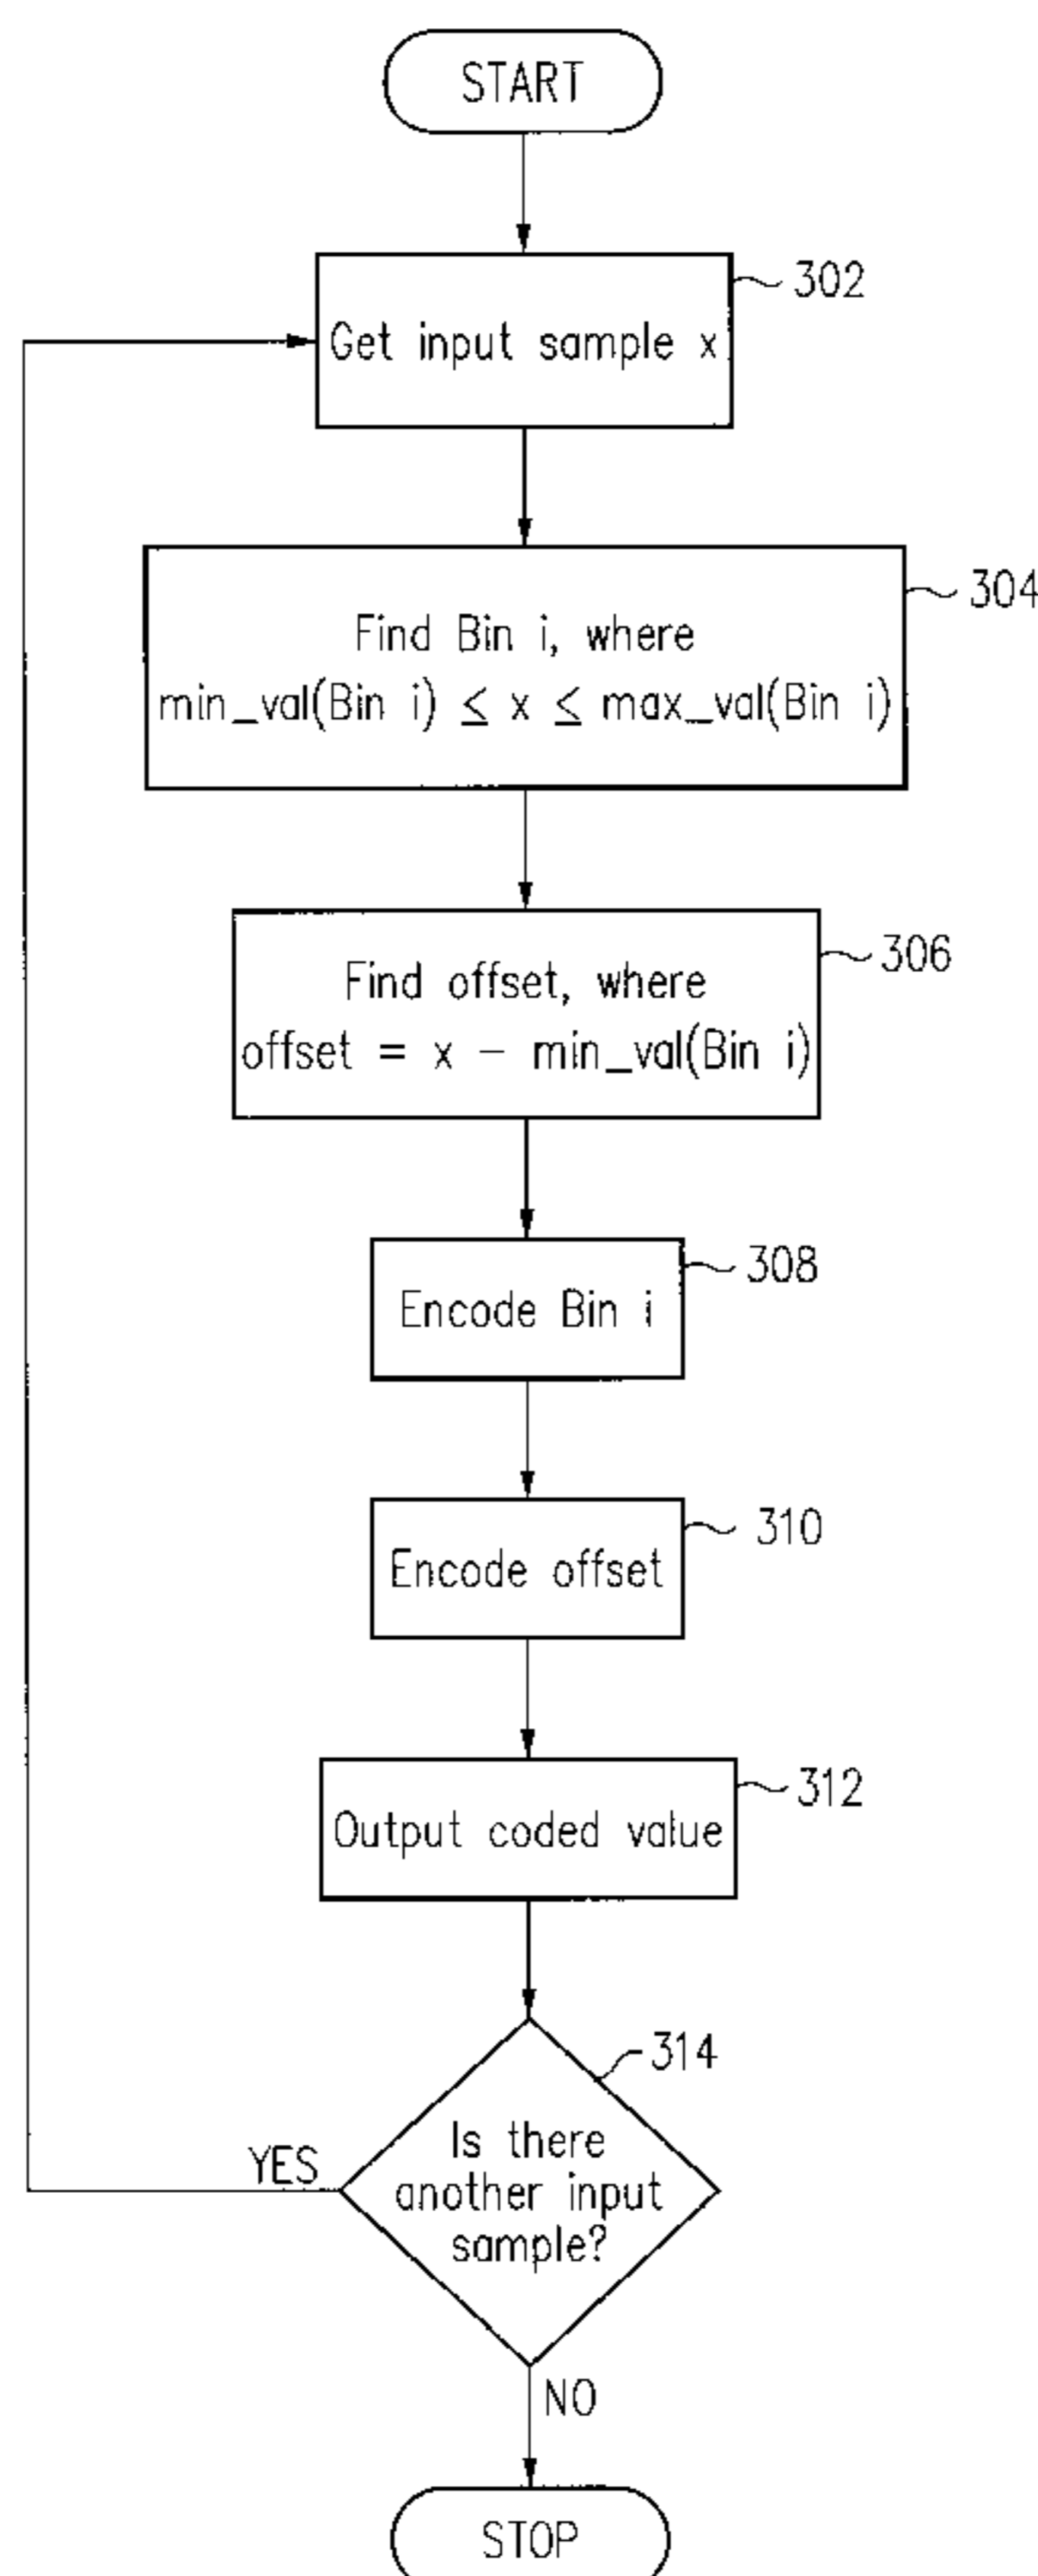 START
302
Get input sample x
304
Find Bin i, where
min_val(Bin i) ≤ x ≤ max_val(Bin i)
306
Find offset, where
offset = x – min_val(Bin i)
308
Encode Bin i
310
Encode offset
312
Output coded value
314
Is there
another input
sample?
YES
NO
STOP